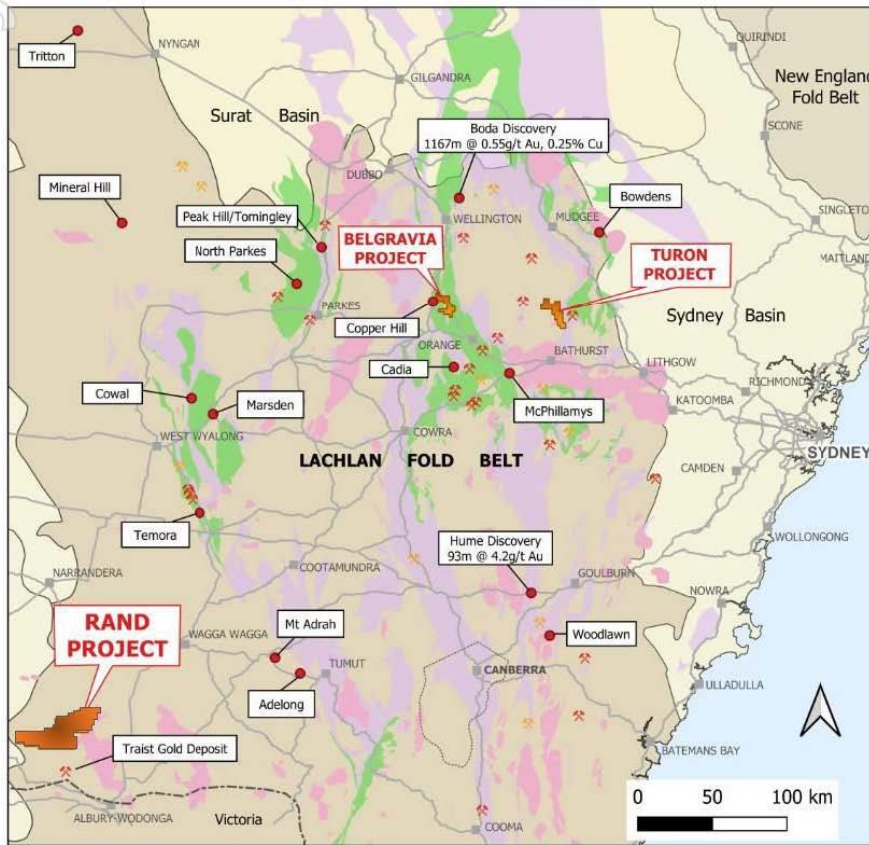 NYNGAN
QUIRINDI
Tritton
GILGANDRA
New England
Fold Belt
Surat Basin
SCONE
Boda Discovery
1167m @ 0.55g/t Au, 0.25% Cu
DUBBO
Mineral Hill
Bowdens
Peak Hill/Tomingley
WELLINGTON
MUDGEE
SINGLETO
North Parkes
BELGRAVIA
PROJECT
TURON
PROJECT
MAITLAND
PARKES
Copper Hill
Sydney Basin
ORANGE
BATHURST
LITHGOW
Cadia
RICHMOND
Cowal
McPhillamys
KATOOMBA
Marsden
COWRA
WEST WYALONG
SYDNEY
LACHLAN FOLD BELT
CAMDEN
Temora
WOLLONGONG
Hume Discovery
93m @ 4.2g/t Au
COOTAMUNDRA
GOULBURN
NARRANDERA
NOWRA
RAND
PROJECT
WAGGA WAGGA
Mt Adrah
Woodlawn
TUMUT
CANBERRA
ULLADULLA
Adelong
Traist Gold Deposit
BATEMANS BAY
0 50 100 km
ALBURY-WODONGA
Victoria
COOMA